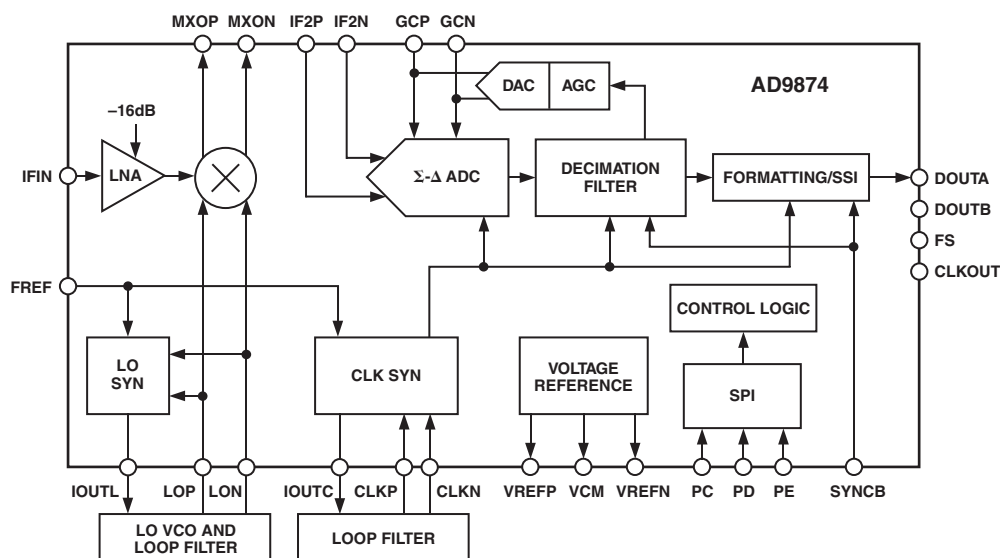 MXOP MXON IF2P IF2N GCP GCN
DAC AGC
AD9874
–16dB
IFIN
LNA
Σ-Δ ADC
DECIMATION
FILTER
FORMATTING/SSI
DOUTA
DOUTB
FS
CLKOUT
FREF
CONTROL LOGIC
LO
SYN
CLK SYN
VOLTAGE
REFERENCE
SPI
IOUTL LOP LON IOUTC CLKP CLKN VREFP VCM VREFN PC PD PE SYNCB
LO VCO AND
LOOP FILTER
LOOP FILTER